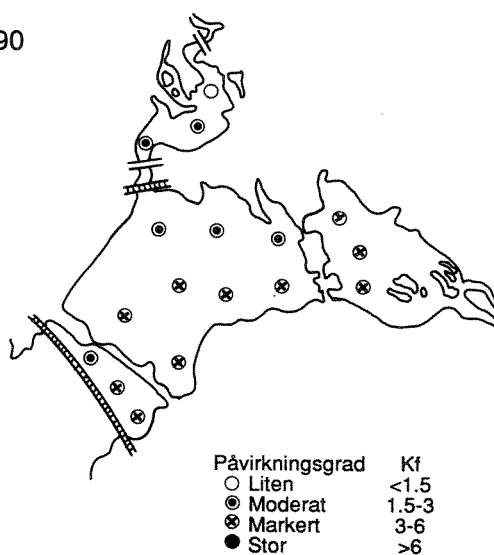 90
Påvirkningsgrad Kf
Liten <1.5
Moderat 1.5-3
Markert 3-6
Stor >6